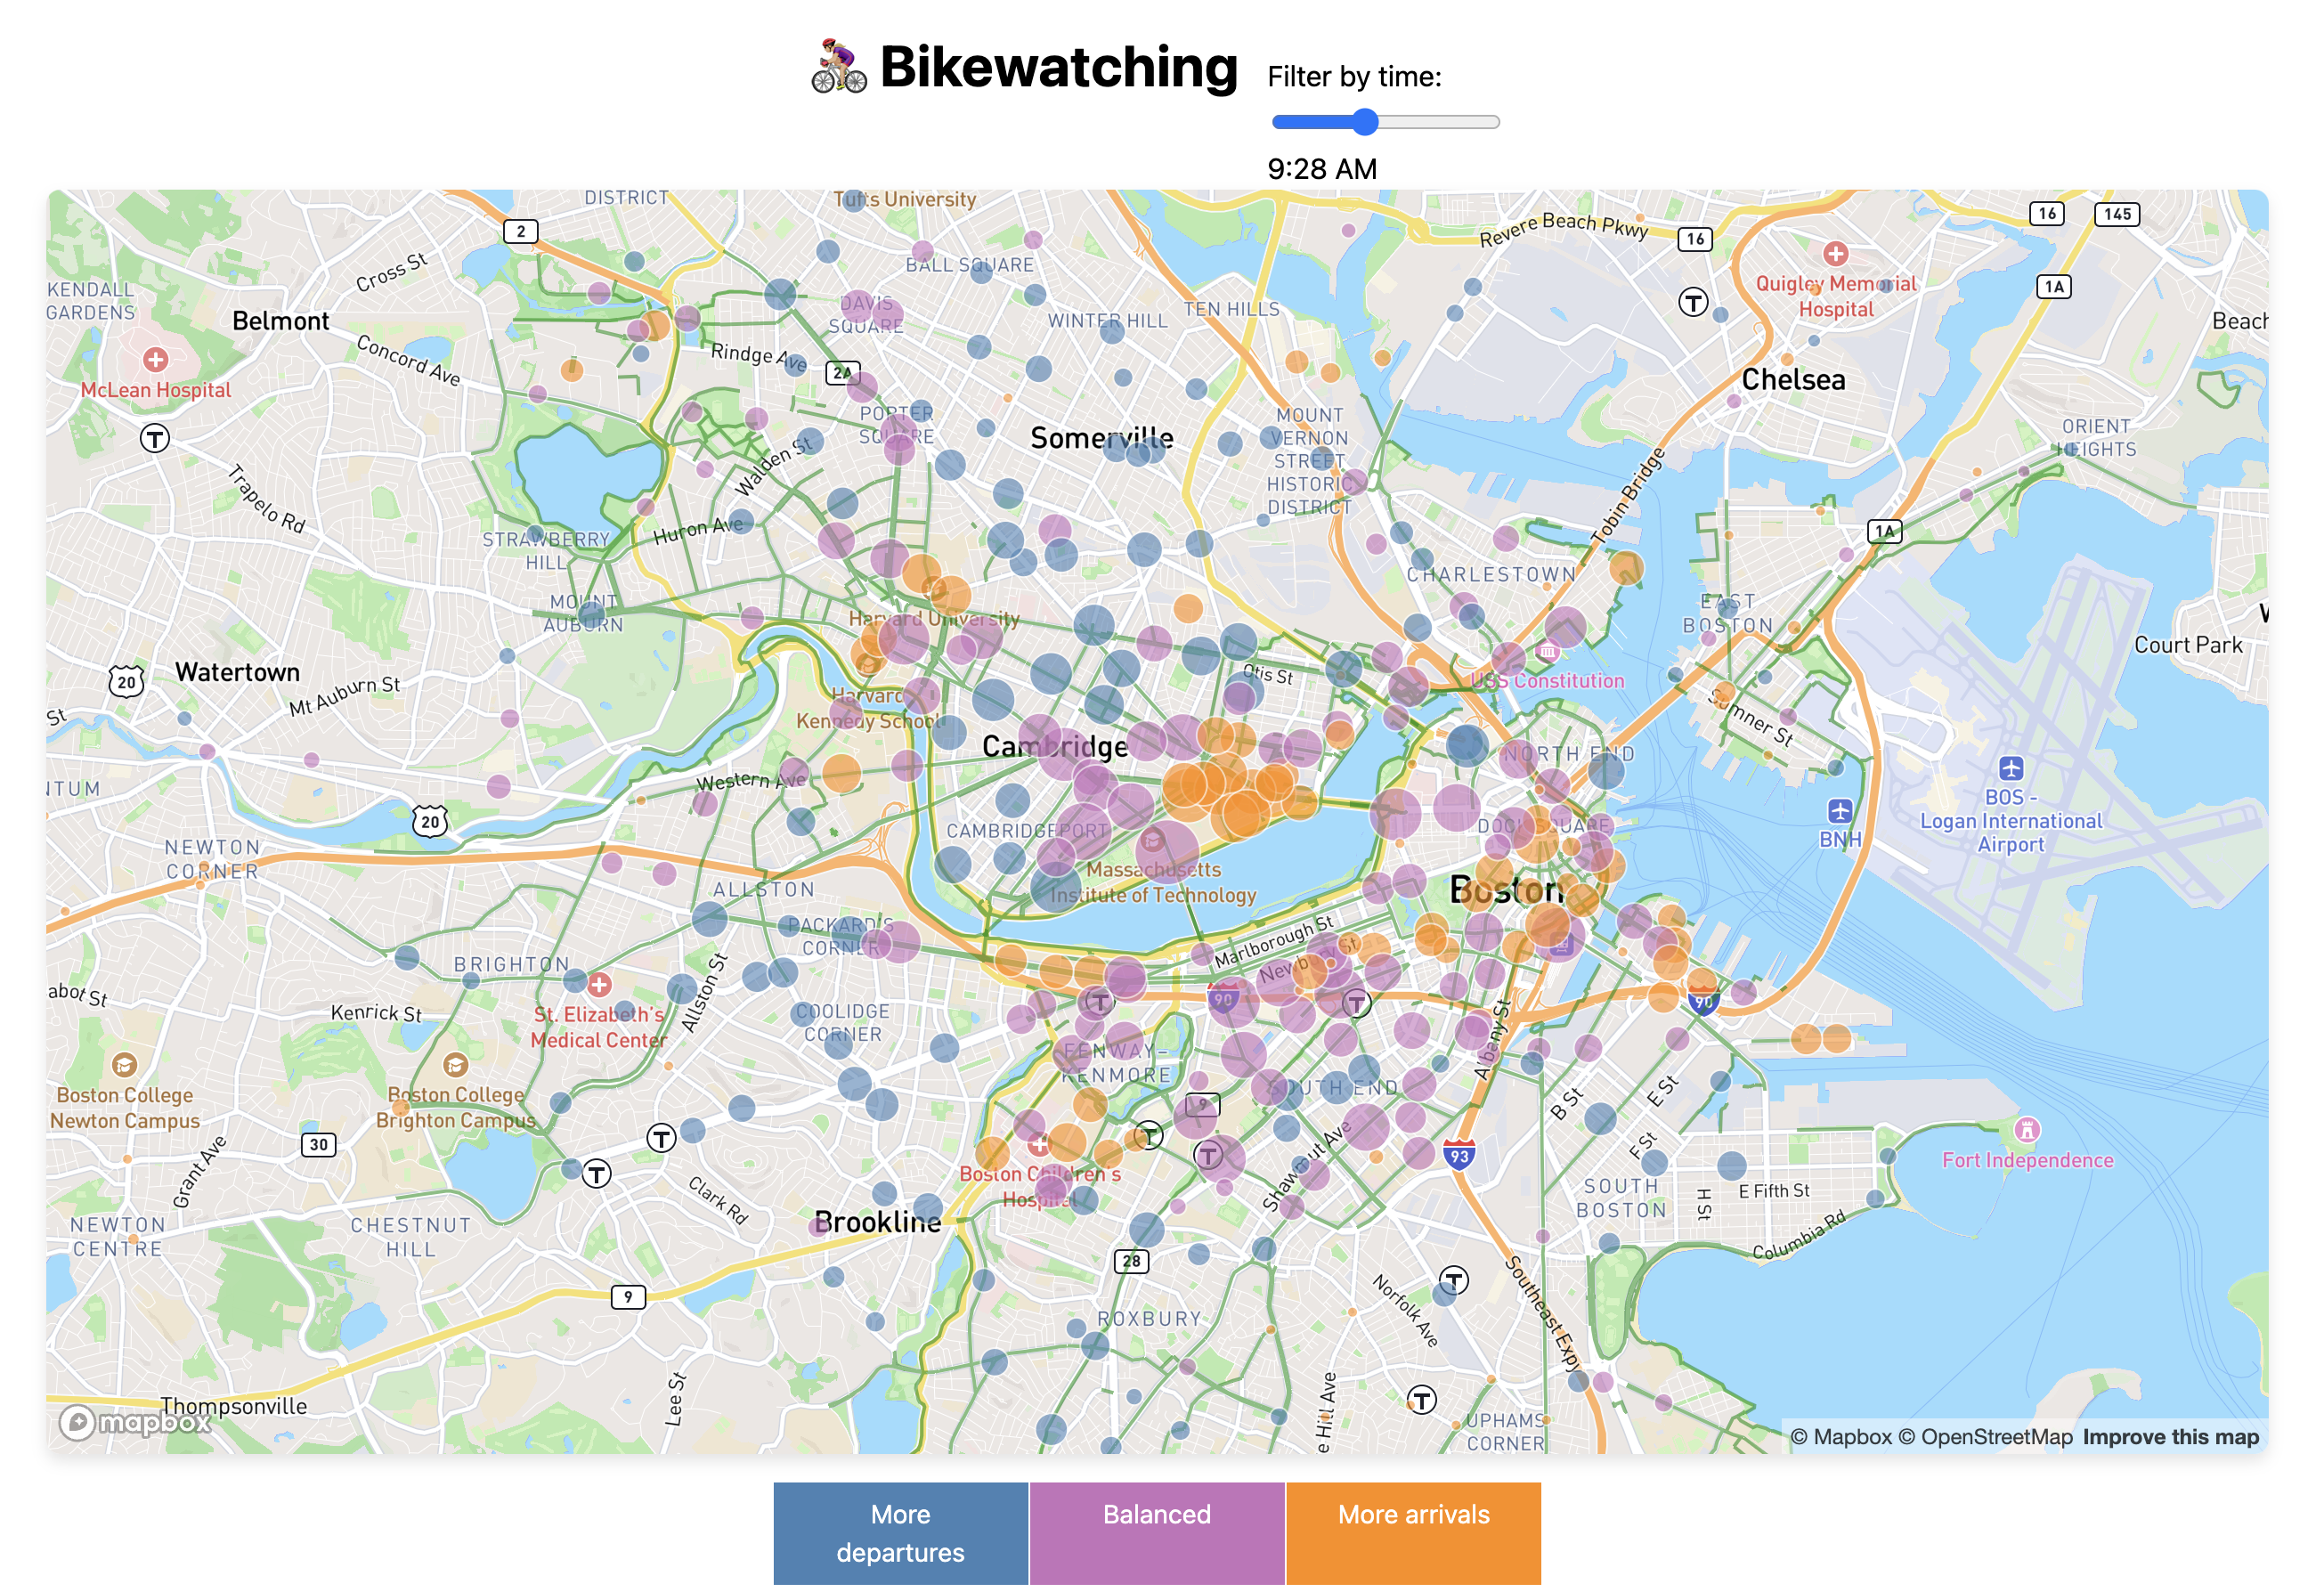 Bikewatching
Filter by time:
9:28 AM
DISTRICT
Tufts University
2
16
145
16
Revere Beach Pkwy
Cross St
BALL SQUARE
Quigley Memorial
Hospital
1A
KENDALL
GARDENS
Belmont
DAVIS
SQUARE
WINTER HILL
TEN HILLS
T
Beach
Concord Ave
Rindge Ave
2A
McLean Hospital
Chelsea
T
PORTER
SQUARE
Somerville
MOUNT
VERNON
STREET
HISTORIC
DISTRICT
ORIENT
HEIGHTS
Trapelo Rd
Walden St
Tobin Bridge
Huron Ave
STRAWBERRY
HILL
1A
CHARLESTOWN
MOUNT
AUBURN
Harvard University
EAST
BOSTON
Court Park
Watertown
20
Mt Auburn St
St
Otis St
USS Constitution
Harvard
Kennedy School
Sumner St
Cambridge
NORTH END
NTUM
Western Ave
BOS -
Logan International
Airport
20
CAMBRIDGEPORT
DOCK SQUARE
BNH
NEWTON
CORNER
Massachusetts
Institute of Technology
ALLSTON
Boston
PACKARD'S
CORNER
Marlborough St
BRIGHTON
Newbury St
abot St
Kenrick St
St. Elizabeth's
Medical Center
Allston St
COOLIDGE
CORNER
T
90
T
90
Albany St
FENWAY-
KENMORE
SOUTH END
Boston College
Newton Campus
Boston College
Brighton Campus
9
B St
E St
30
T
T
T
T
Shawmut Ave
93
F St
Fort Independence
Grant Ave
Boston Children's
Hospital
Clark Rd
H St
E Fifth St
SOUTH
BOSTON
NEWTON
CENTRE
CHESTNUT
HILL
Brookline
Columbia Rd
28
T
9
Norfolk Ave
Southeast Expy
ROXBURY
Lee St
e Hill Ave
Thompsonville
T
UPHAMS
CORNER
mapbox
© Mapbox © OpenStreetMap Improve this map
More
departures
Balanced
More arrivals